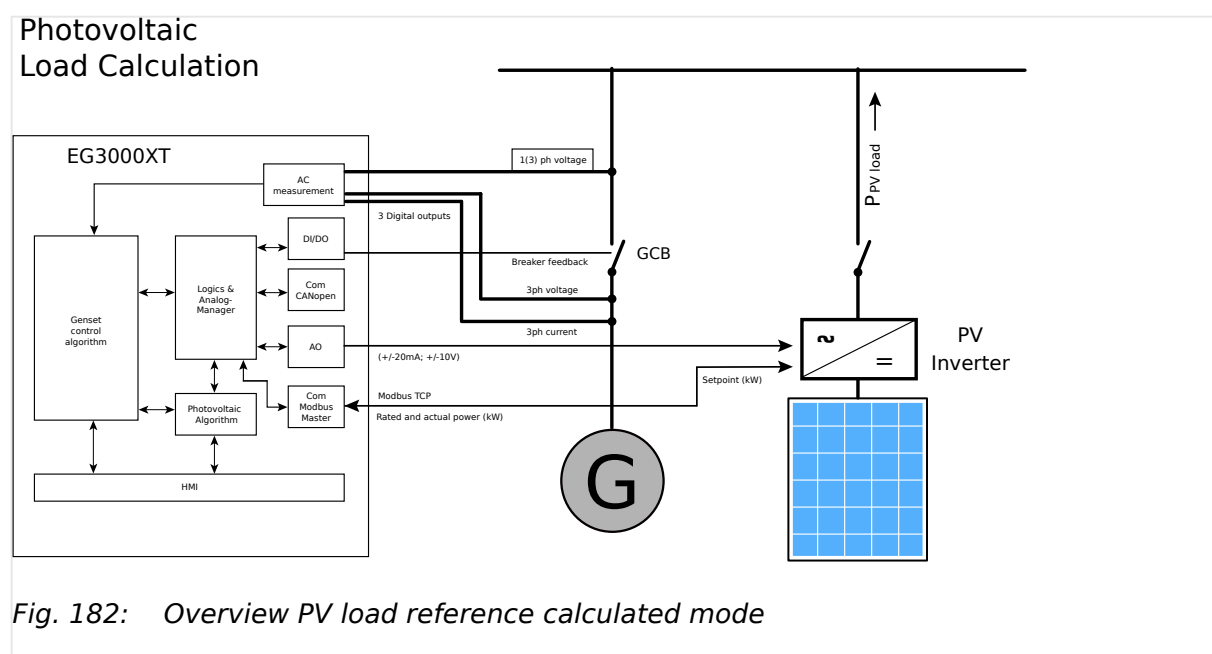 Photovoltaic
Load Calculation
EG3000XT
AC
measurement
1(3) ph voltage
P PV load
3 Digital outputs
DI/DO
Breaker feedback
GCB
Logics &
Analog-
Manager
Com
CANopen
3ph voltage
Genset
control
algorithm
3ph current
AO
(+/-20mA; +/-10V)
~
=
PV
Inverter
Setpoint (kW)
Photovoltaic
Algorithm
Com
Modbus
Master
Modbus TCP
Rated and actual power (kW)
G
HMI
Fig. 182: Overview PV load reference calculated mode